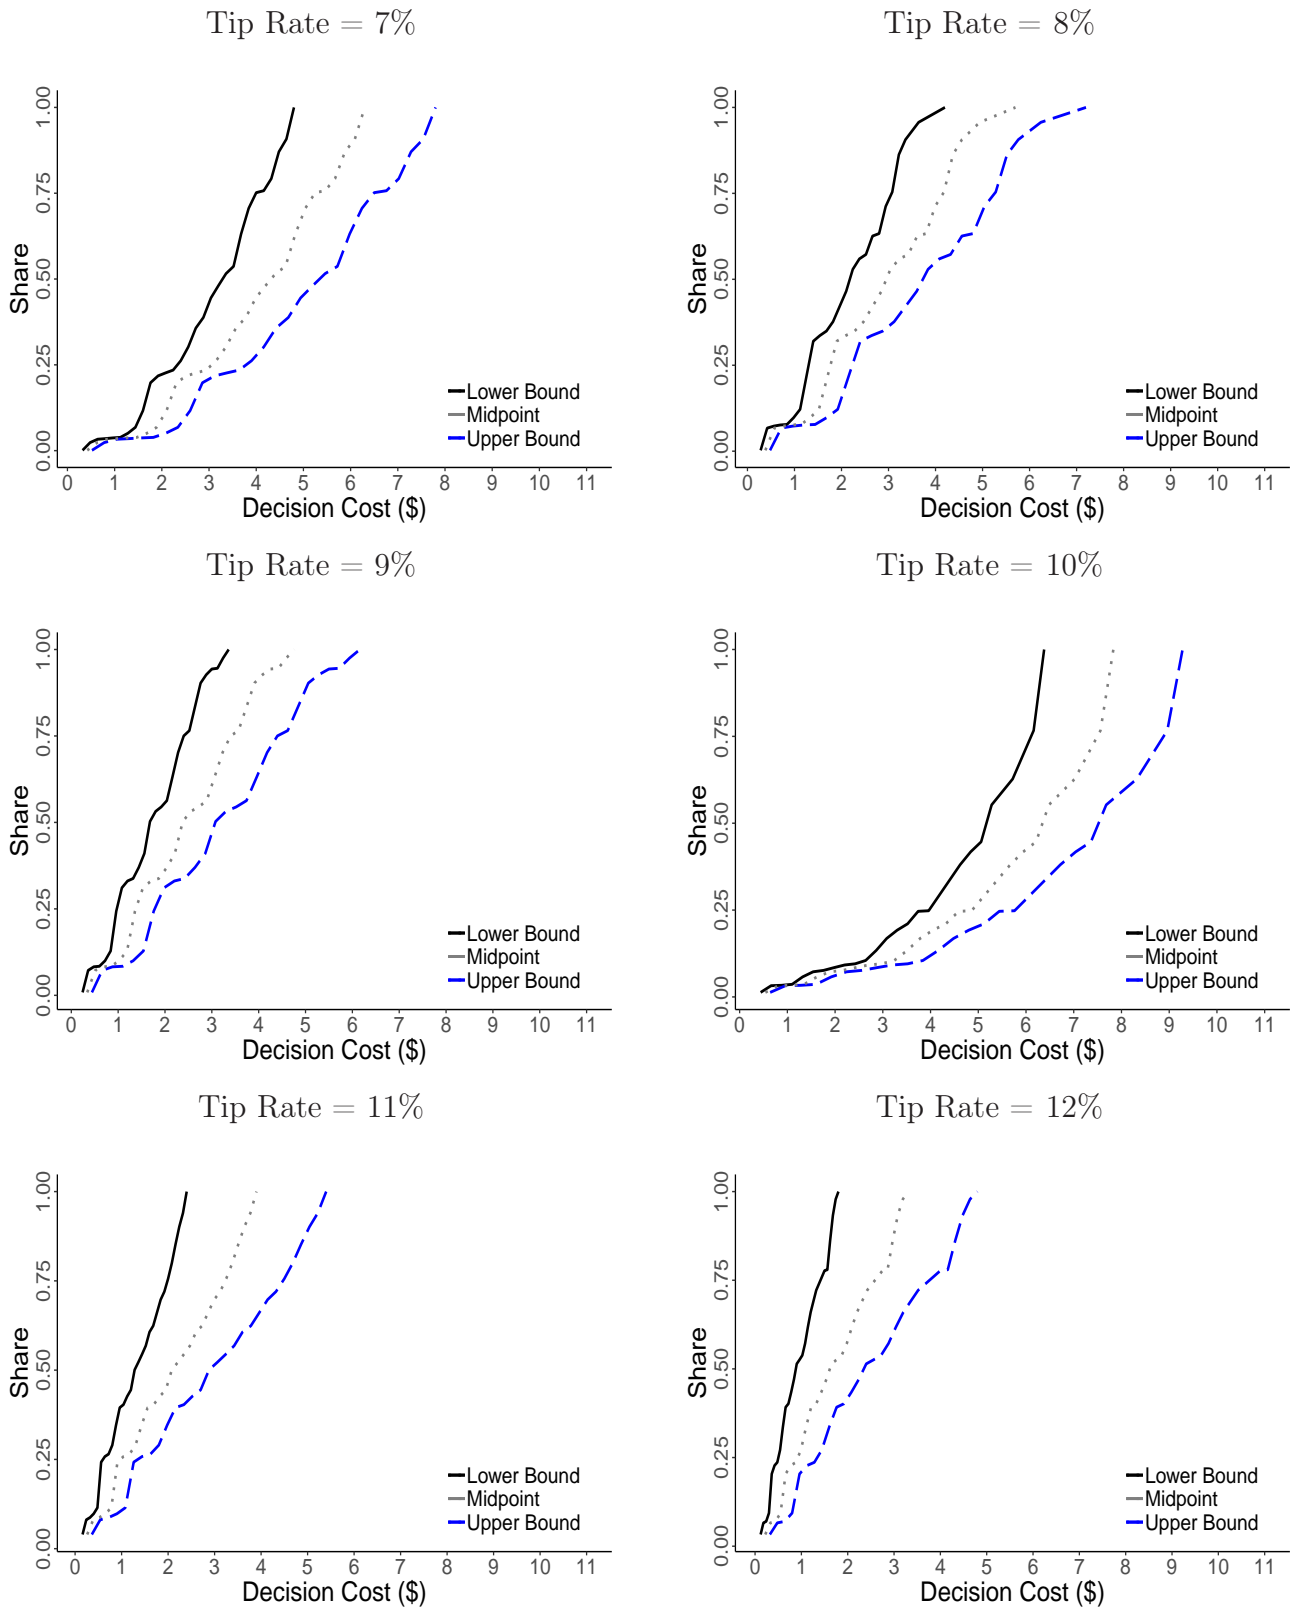 Tip Rate = 7%
Share
0.00 0.25 0.50 0.75 1.00
Lower Bound
Midpoint
Upper Bound
0 1 2 3 4 5 6 7 8 9 10 11
Decision Cost ($)
Tip Rate = 8%
Share
0.00 0.25 0.50 0.75 1.00
Lower Bound
Midpoint
Upper Bound
0 1 2 3 4 5 6 7 8 9 10 11
Decision Cost ($)
Tip Rate = 9%
Share
0.00 0.25 0.50 0.75 1.00
Lower Bound
Midpoint
Upper Bound
0 1 2 3 4 5 6 7 8 9 10 11
Decision Cost ($)
Tip Rate = 10%
Share
0.00 0.25 0.50 0.75 1.00
Lower Bound
Midpoint
Upper Bound
0 1 2 3 4 5 6 7 8 9 10 11
Decision Cost ($)
Tip Rate = 11%
Share
0.00 0.25 0.50 0.75 1.00
Lower Bound
Midpoint
Upper Bound
0 1 2 3 4 5 6 7 8 9 10 11
Decision Cost ($)
Tip Rate = 12%
Share
0.00 0.25 0.50 0.75 1.00
Lower Bound
Midpoint
Upper Bound
0 1 2 3 4 5 6 7 8 9 10 11
Decision Cost ($)